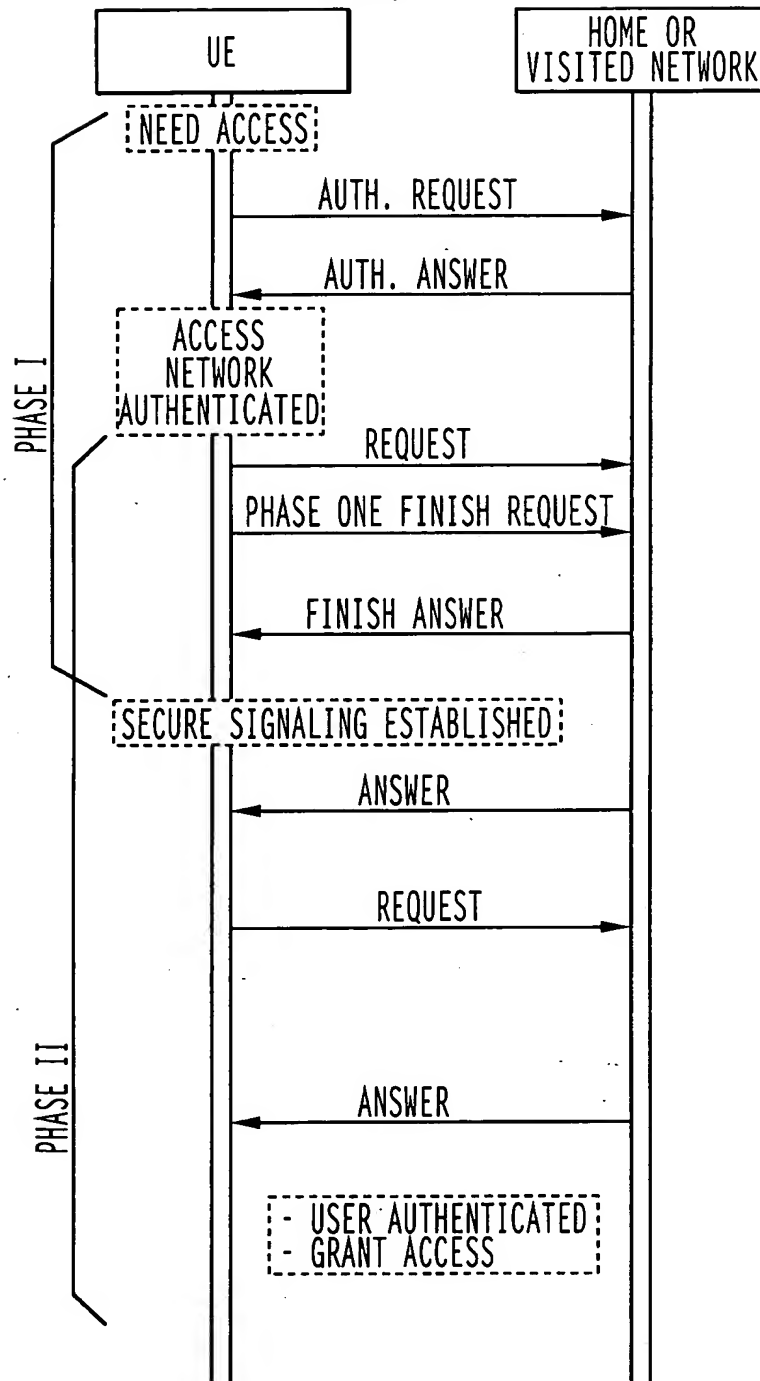 UE
HOME OR
VISITED NETWORK
NEED ACCESS
AUTH. REQUEST
AUTH. ANSWER
ACCESS
NETWORK
AUTHENTICATED
PHASE I
REQUEST
PHASE ONE FINISH REQUEST
FINISH ANSWER
SECURE SIGNALING ESTABLISHED
ANSWER
REQUEST
PHASE II
ANSWER
- USER AUTHENTICATED
- GRANT ACCESS